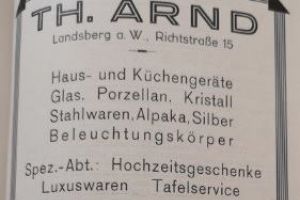 TH. ARND
Landsberg a. W., Richtstraße 15
Haus- und Küchengeräte
Glas, Porzellan, Kristall
Stahlwaren, Alpaka, Silber
Beleuchtungskörper
Spez.-Abt.: Hochzeitsgeschenke
Luxuswaren Tafelservice